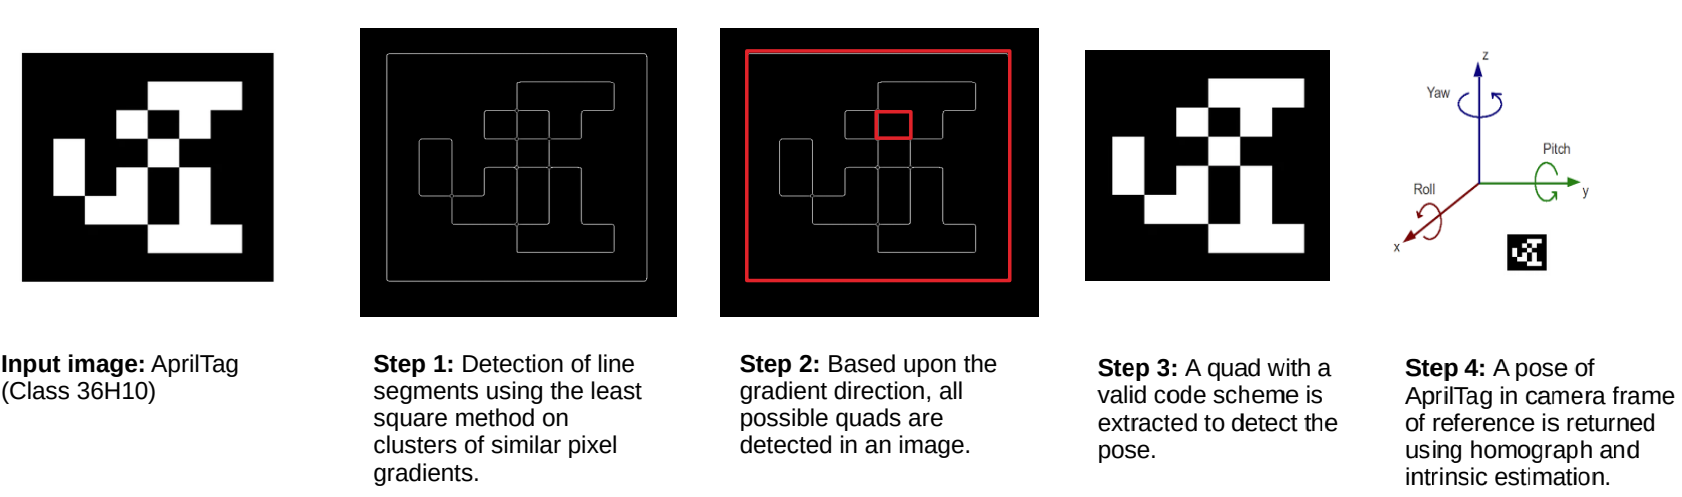 Input image: AprilTag
(Class 36H10)
Step 1: Detection of line
segments using the least
square method on
clusters of similar pixel
gradients.
Step 2: Based upon the
gradient direction, all
possible quads are
detected in an image.
Step 3: A quad with a
valid code scheme is
extracted to detect the
pose.
z
Yaw
Pitch
y
Roll
x
Step 4: A pose of
AprilTag in camera frame
of reference is returned
using homograph and
intrinsic estimation.